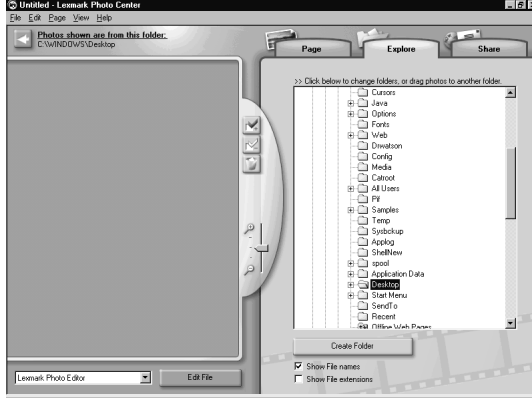 Untitled - Lexmark Photo Center
File Edit Page View Help
Photos shown are from this folder:
C:\WINDOWS\Desktop
Page
Explore
Share
>> Click below to change folders, or drag photos to another folder.
Cursors
Java
Options
Fonts
Web
Drwatson
Config
Media
Catroot
All Users
Pif
Samples
Temp
Sysbckup
Applog
ShellNew
spool
Application Data
Desktop
Start Menu
SendTo
Recent
Offline Web Pages
Create Folder
Show File names
Show File extensions
Lexmark Photo Editor
Edit File